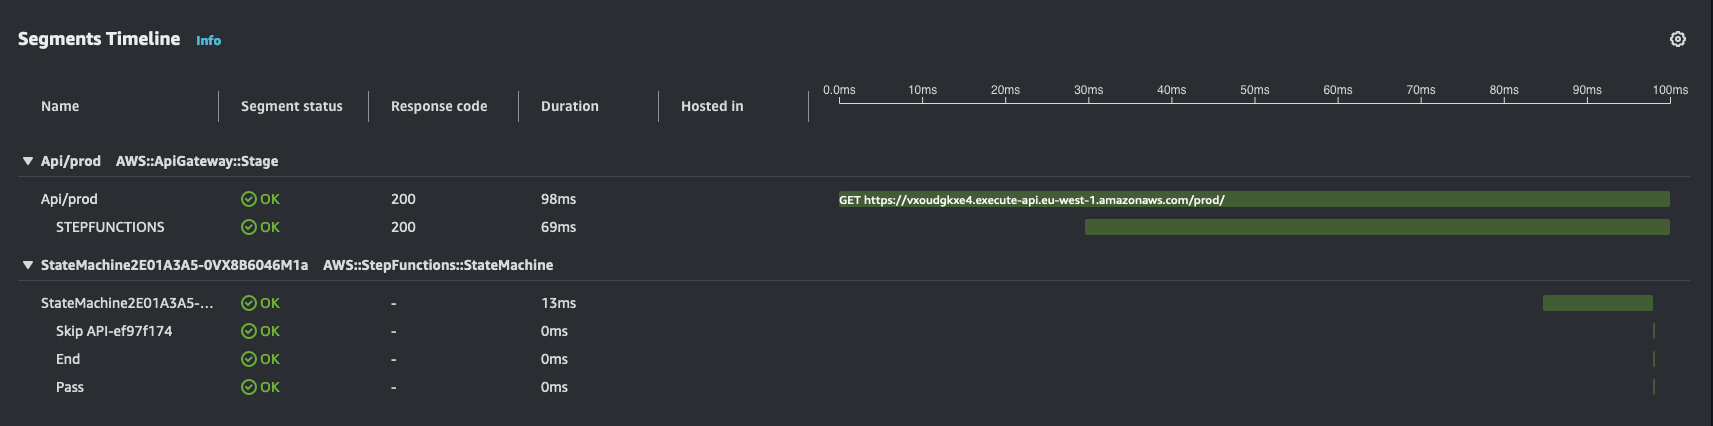 Segments Timeline Info
0.0ms 10ms 20ms 30ms 40ms 50ms 60ms 70ms 80ms 90ms 100ms
Name Segment status Response code Duration Hosted in
Api/prod AWS::ApiGateway::Stage
Api/prod OK 200 98ms GET https://vxoudgkxe4.execute-api.eu-west-1.amazonaws.com/prod/
STEPFUNCTIONS OK 200 69ms
StateMachine2E01A3A5-0VX8B6046M1a AWS::StepFunctions::StateMachine
StateMachine2E01A3A5-... OK - 13ms
Skip API-ef97f174 OK - 0ms
End OK - 0ms
Pass OK - 0ms